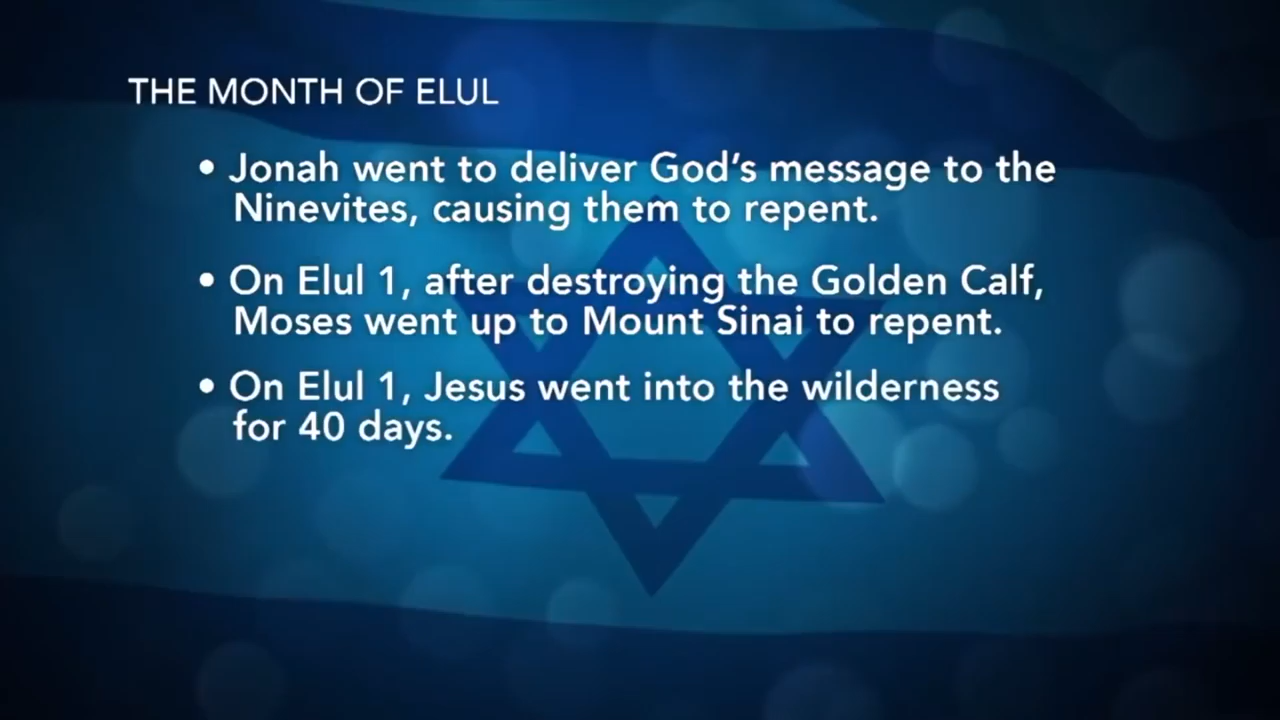 THE MONTH OF ELUL
• Jonah went to deliver God’s message to the
Ninevites, causing them to repent.
• On Elul 1, after destroying the Golden Calf,
Moses went up to Mount Sinai to repent.
• On Elul 1, Jesus went into the wilderness
for 40 days.